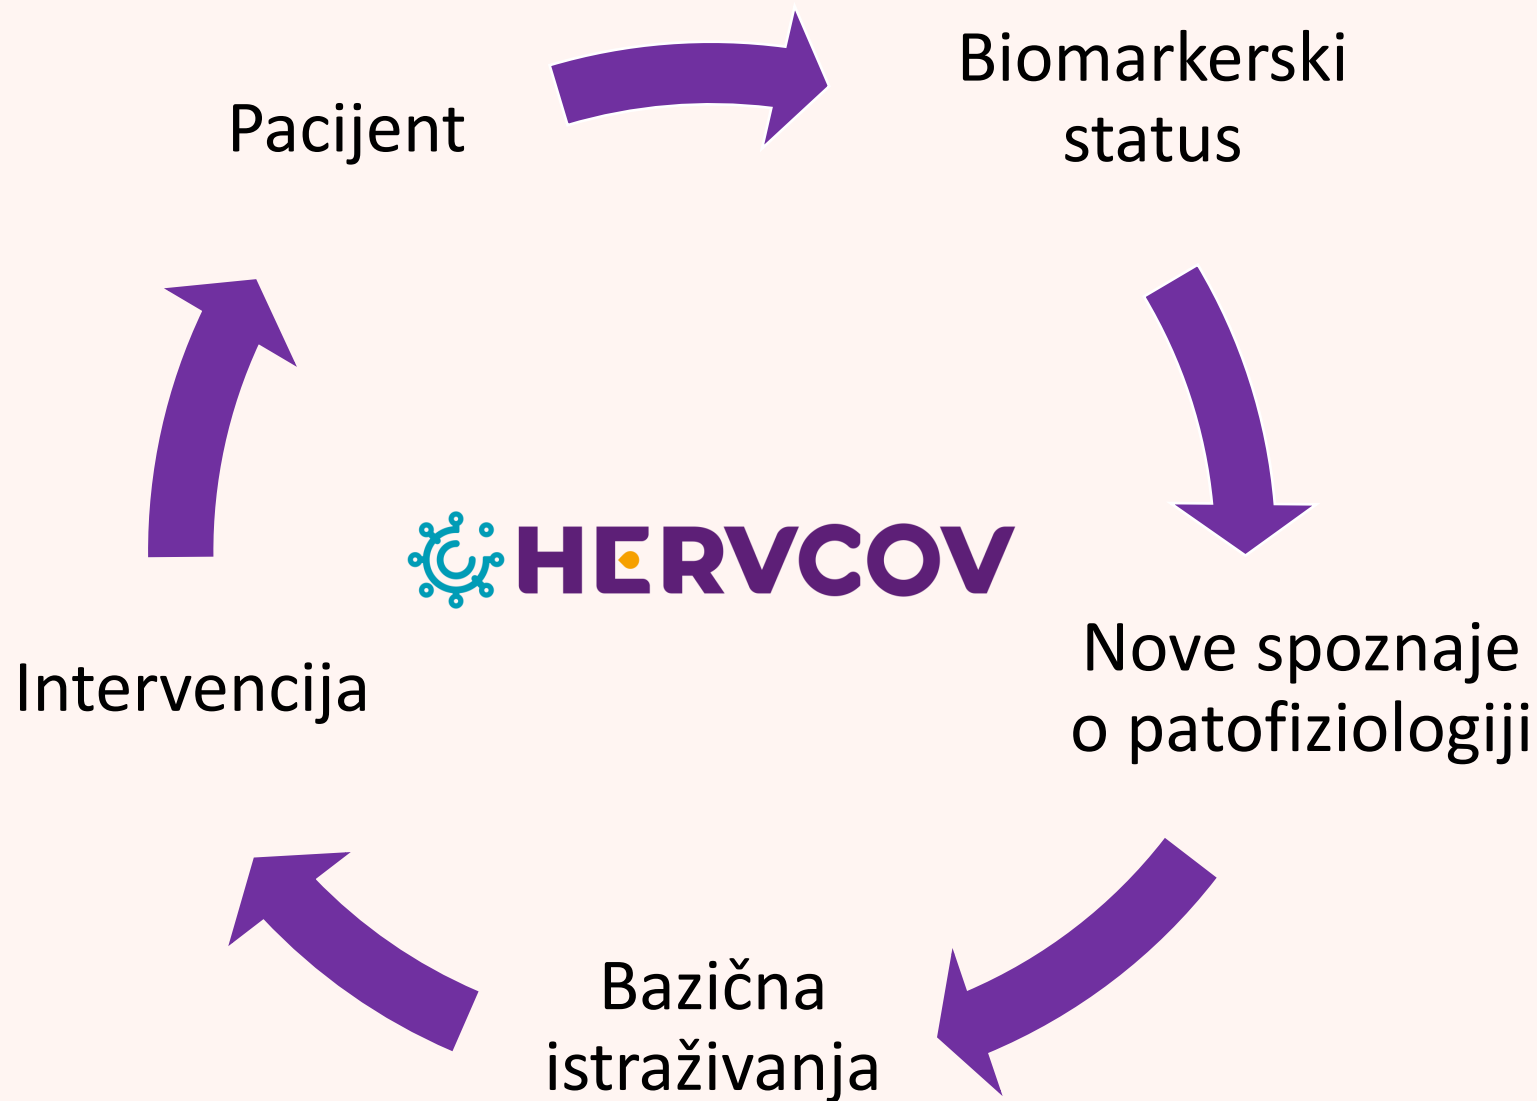 Pacijent
Biomarkerski
status
Nove spoznaje
o patofiziologiji
Bazična
istraživanja
Intervencija
HERVCOV